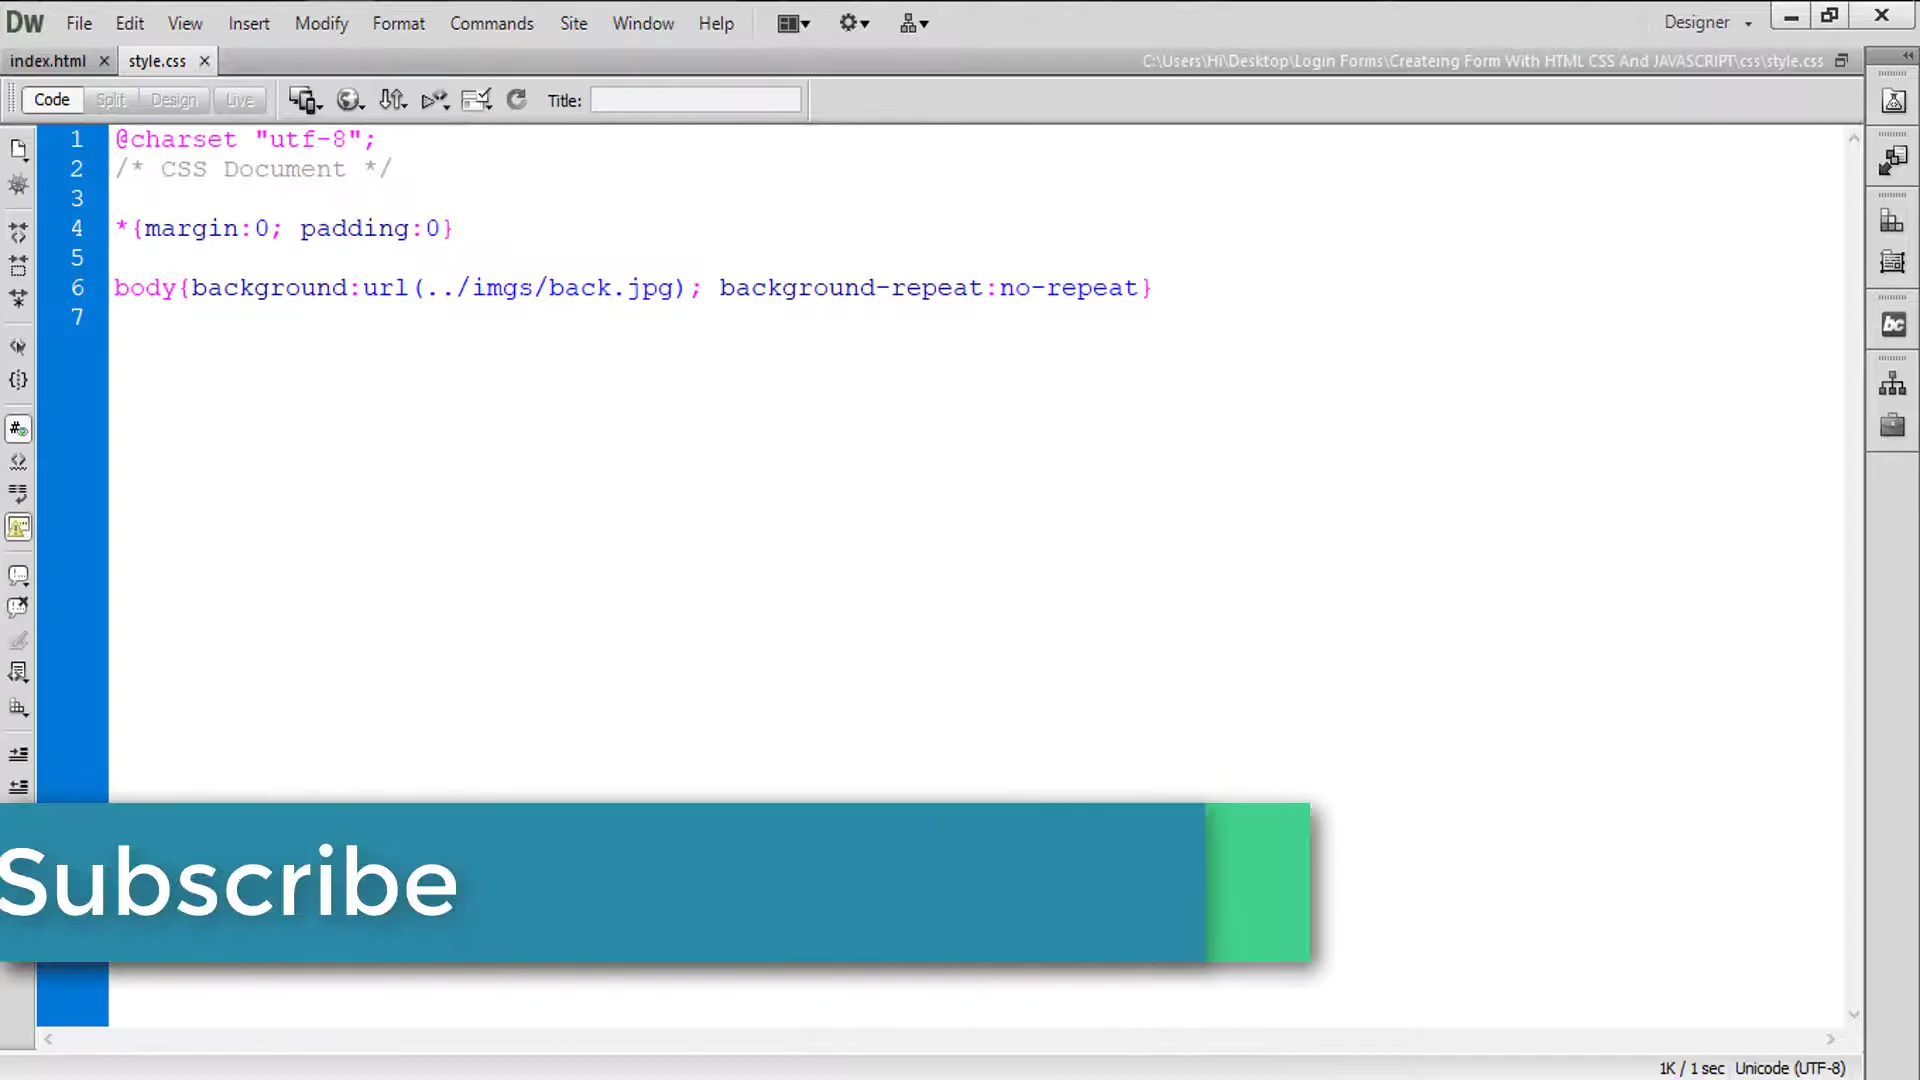 DW File Edit View Insert Modify Format Commands Site Window Help Designer
index.html style.css C:\Users\Hi\Desktop\Login Forms\Createing Form With HTML CSS And JAVASCRIPT\css\style.css
Code Split Design Live Title:
1 @charset "utf-8";
2 /* CSS Document */
3
4 *{margin:0; padding:0}
5
6 body{background:url(../imgs/back.jpg); background-repeat:no-repeat}
7
bc
Subscribe
1K / 1 sec Unicode (UTF-8)